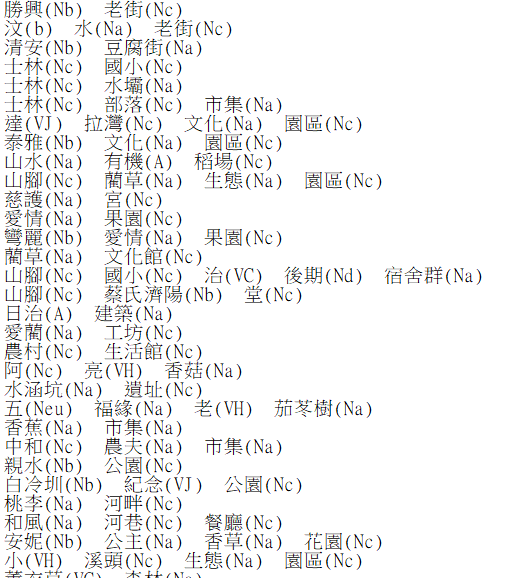 勝興(Nc) 老街(Nc)
汶(b) 水(Na) 老街(Nc)
清安(Nb) 豆腐街(Na)
士林(Nc) 國小(Nc)
士林(Nc) 水壩(Na)
士林(Nc) 部落(Nc) 市集(Na)
達(VJ) 拉灣(Nc) 文化(Na) 園區(Nc)
泰雅(Nb) 文化(Na) 園區(Nc)
山水(Na) 有機(A) 稻場(Nc)
山腳(Nc) 藺草(Na) 生態(Na) 園區(Nc)
慈護(Na) 宮(Nc)
愛情(Na) 果園(Nc)
彎麗(Nb) 愛情(Na) 果園(Nc)
藺草(Na) 文化館(Nc)
山腳(Nc) 國小(Nc) 治(VC) 後期(Nd) 宿舍群(Na)
山腳(Nc) 蔡氏濟陽(Nb) 堂(Nc)
日治(A) 建築(Na)
愛藺(Na) 工坊(Nc)
農村(Nc) 生活館(Nc)
阿(Nc) 亮(VH) 香菇(Na)
水涵坑(Na) 遺址(Nc)
五(Neu) 福緣(Na) 老(VH) 茄苳樹(Na)
香蕉(Na) 市集(Na)
中和(Nc) 農夫(Na) 市集(Na)
親水(Nb) 公園(Nc)
白冷圳(Nb) 紀念(VJ) 公園(Nc)
桃李(Na) 河畔(Nc)
和風(Na) 河巷(Nc) 餐廳(Nc)
安妮(Nb) 公主(Na) 香草(Na) 花園(Nc)
小(VH) 溪頭(Nc) 生態(Na) 園區(Nc)